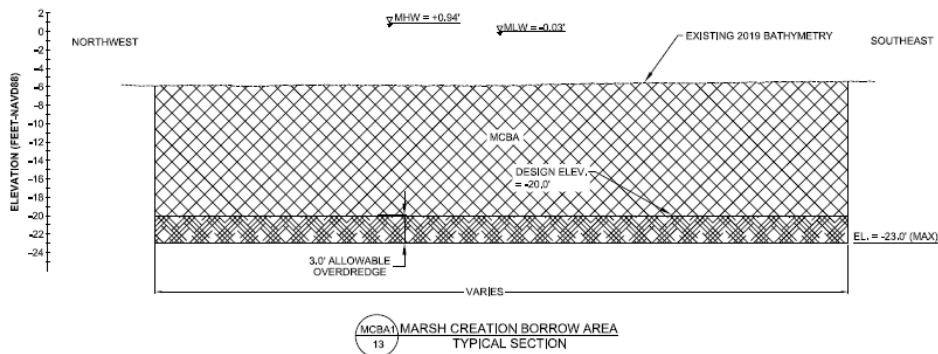 2
0
-2
-4
-6
-8
-10
-12
-14
-16
-18
-20
-22
-24
ELEVATION (FEET-NAVD88)
NORTHWEST
MHW = +0.94'
MLW = -0.03'
EXISTING 2019 BATHYMETRY
SOUTHEAST
MCBA
DESIGN ELEV.
= -20.0'
EL. = -23.0' (MAX)
3.0' ALLOWABLE
OVERDREDGE
VARIES
MCBA1
13
MARSH CREATION BORROW AREA
TYPICAL SECTION